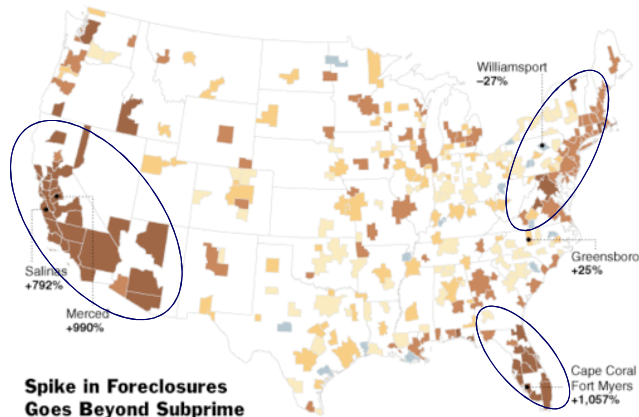 Williamsport
–27%
Greensboro
+25%
Salinas
+792%
Merced
+990%
Cape Coral
Fort Myers
+1,057%
Spike in Foreclosures
Goes Beyond Subprime